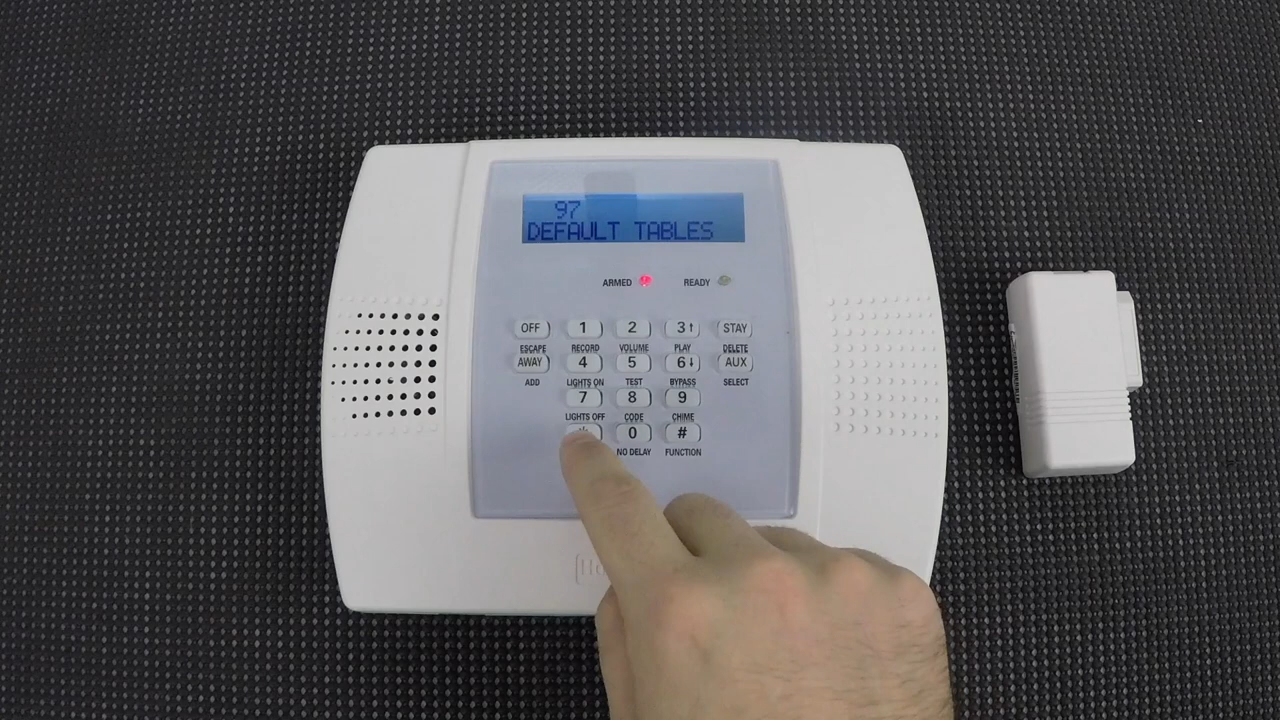 97
DEFAULT TABLES
ARMED READY
OFF 1 2 3↑ STAY
ESCAPE RECORD VOLUME PLAY DELETE
AWAY 4 5 6↓ AUX
ADD LIGHTS ON TEST BYPASS SELECT
7 8 9
LIGHTS OFF CODE CHIME
0 #
NO DELAY FUNCTION